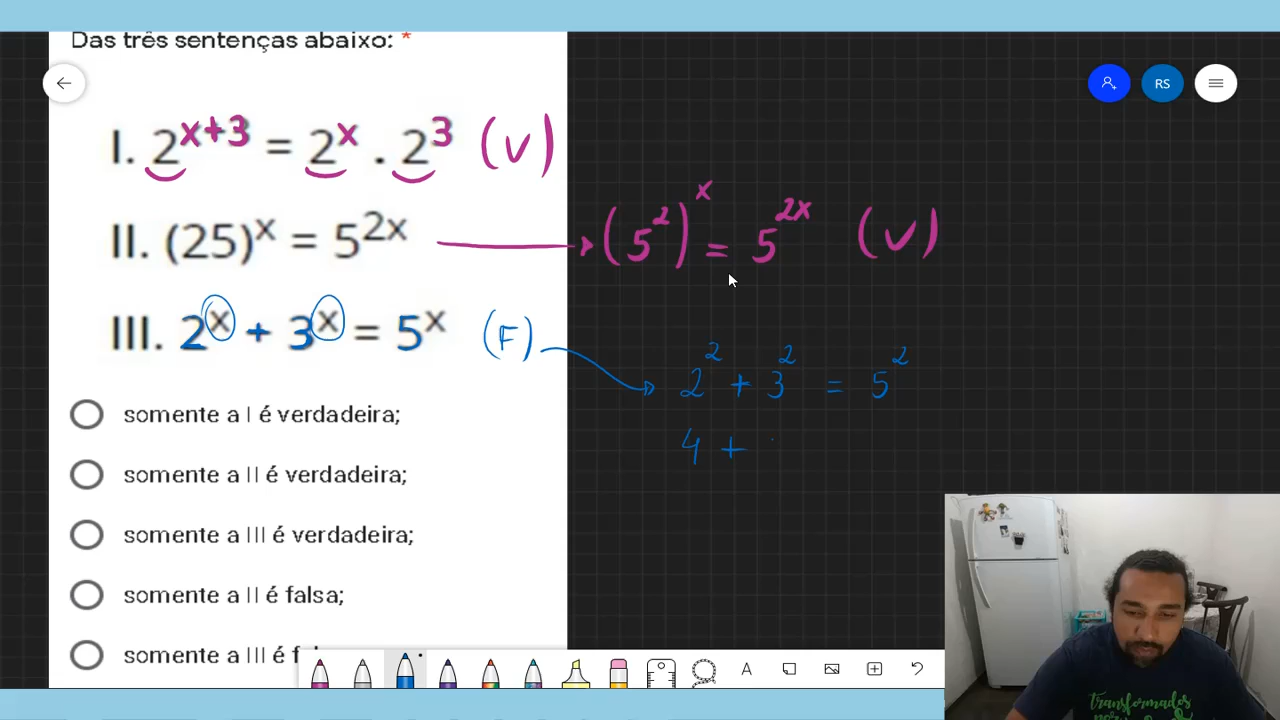 Das três sentenças abaixo: *
RS
I. 2^{x+3} = 2^x . 2^3 (V)
(5^2)^x = 5^{2x} (V)
II. (25)^x = 5^{2x}
III. 2^x + 3^x = 5^x (F)
2^2 + 3^2 = 5^2
4 +
somente a I é verdadeira;
somente a II é verdadeira;
somente a III é verdadeira;
somente a II é falsa;
somente a III é
A
transformados